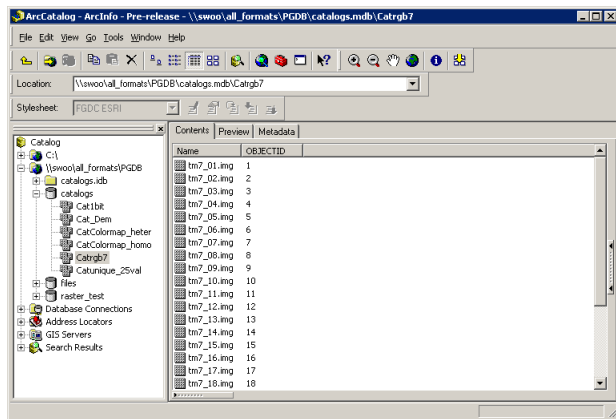 ArcCatalog - ArcInfo - Pre-release - \\swoo\all_formats\PGDB\catalogs.mdb\Catrgb7
File Edit View Go Tools Window Help
Location: \\swoo\all_formats\PGDB\catalogs.mdb\Catrgb7
Stylesheet: FGDC ESRI
Contents Preview Metadata
Catalog
C:\
\\swoo\all_formats\PGDB
catalogs.idb
catalogs
Cat1bit
Cat_Dem
CatColormap_heter
CatColormap_homo
Catrgb7
Catunique_25val
files
raster_test
Database Connections
Address Locators
GIS Servers
Search Results
Name OBJECTID
tm7_01.img 1
tm7_02.img 2
tm7_03.img 3
tm7_04.img 4
tm7_05.img 5
tm7_06.img 6
tm7_07.img 7
tm7_08.img 8
tm7_09.img 9
tm7_10.img 10
tm7_11.img 11
tm7_12.img 12
tm7_13.img 13
tm7_14.img 14
tm7_15.img 15
tm7_16.img 16
tm7_17.img 17
tm7_18.img 18